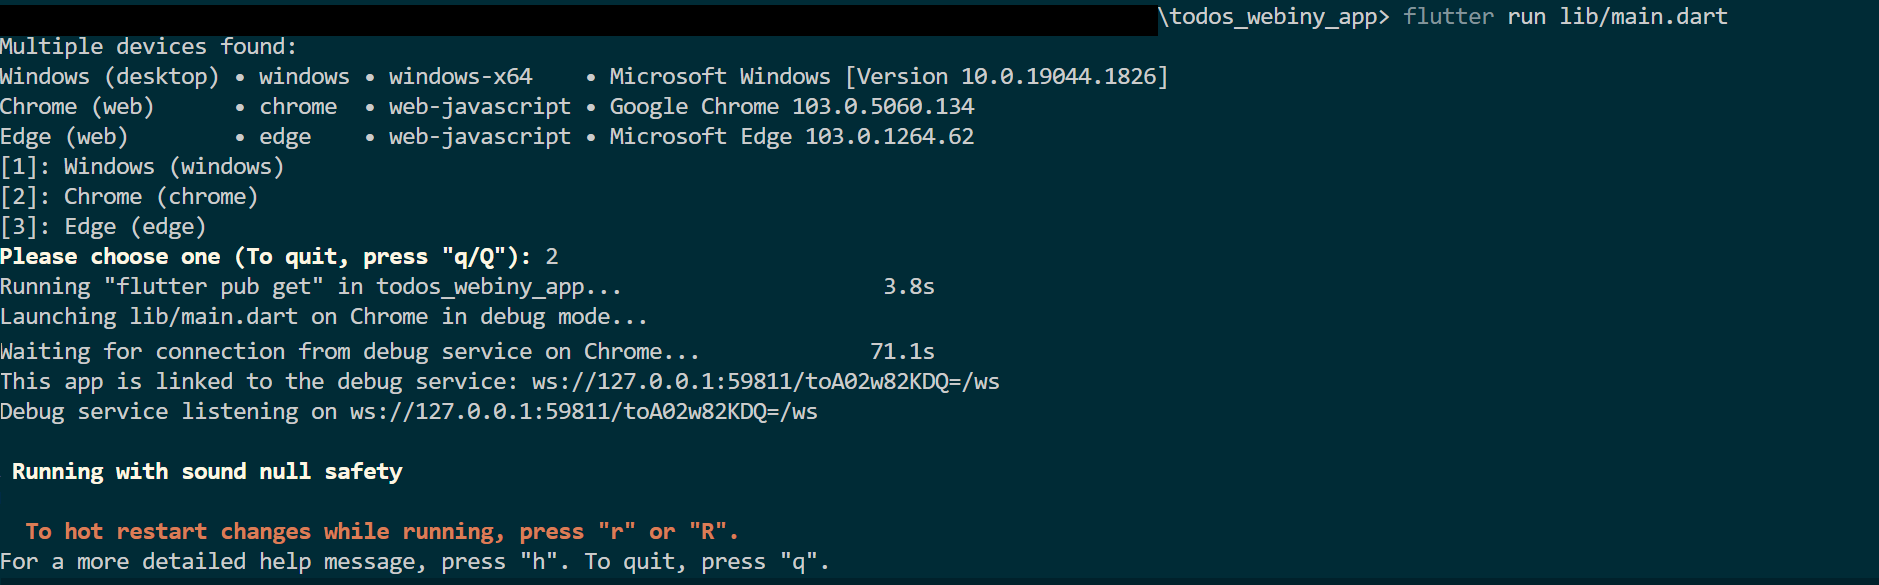 \todos_webiny_app> flutter run lib/main.dart
Multiple devices found:
Windows (desktop) • windows • windows-x64    • Microsoft Windows [Version 10.0.19044.1826]
Chrome (web)      • chrome  • web-javascript • Google Chrome 103.0.5060.134
Edge (web)        • edge    • web-javascript • Microsoft Edge 103.0.1264.62
[1]: Windows (windows)
[2]: Chrome (chrome)
[3]: Edge (edge)
Please choose one (To quit, press "q/Q"): 2
Running "flutter pub get" in todos_webiny_app...                    3.8s
Launching lib/main.dart on Chrome in debug mode...
Waiting for connection from debug service on Chrome...             71.1s
This app is linked to the debug service: ws://127.0.0.1:59811/toA02w82KDQ=/ws
Debug service listening on ws://127.0.0.1:59811/toA02w82KDQ=/ws
Running with sound null safety
To hot restart changes while running, press "r" or "R".
For a more detailed help message, press "h". To quit, press "q".